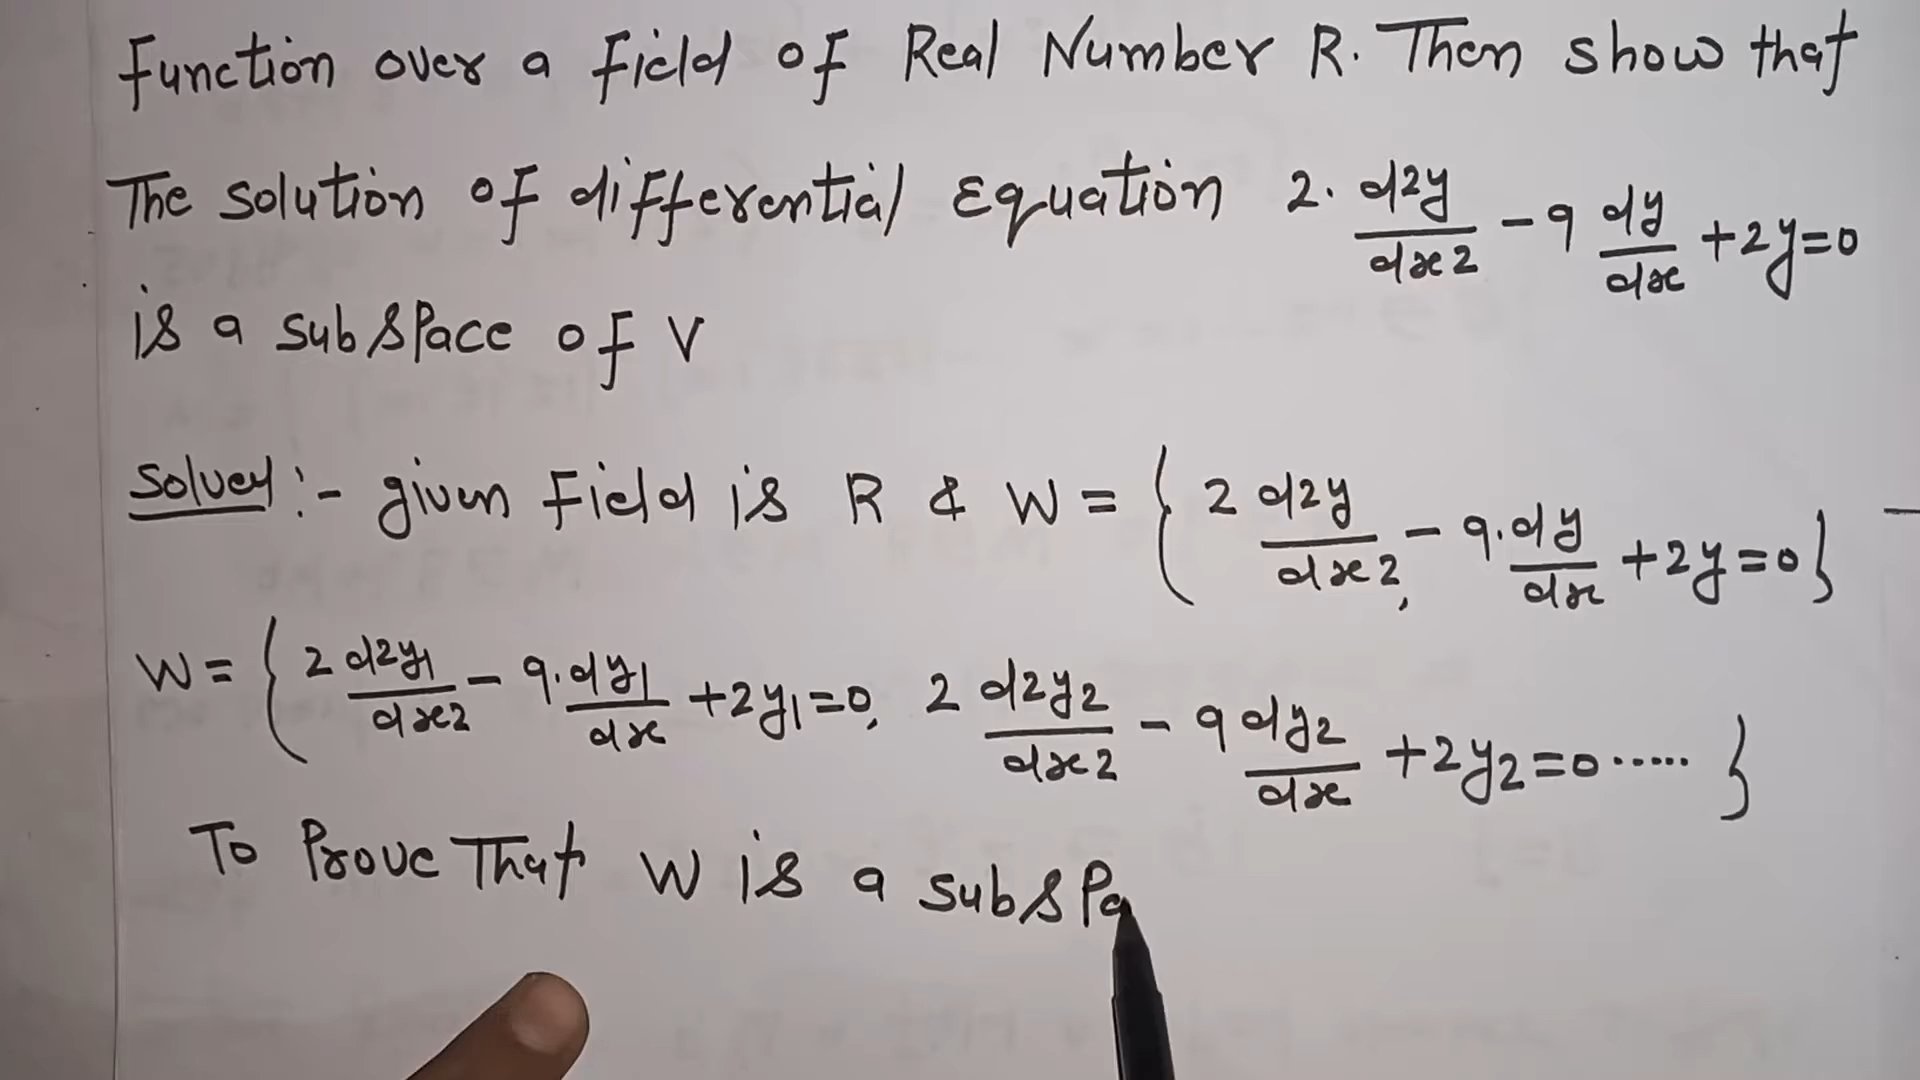 Function over a Field of Real Number R. Then show that
The solution of differential Equation 2. d2y/dx2 - 9 dy/dx + 2y = 0
is a subspace of V
Solved :- given Field is R & W = { 2 d2y/dx2, - 9. dy/dx + 2y = 0 }
W = { 2 d2y1/dx2 - 9. dy1/dx + 2y1 = 0, 2 d2y2/dx2 - 9 dy2/dx + 2y2 = 0 ..... }
To Prove That W is a subspa